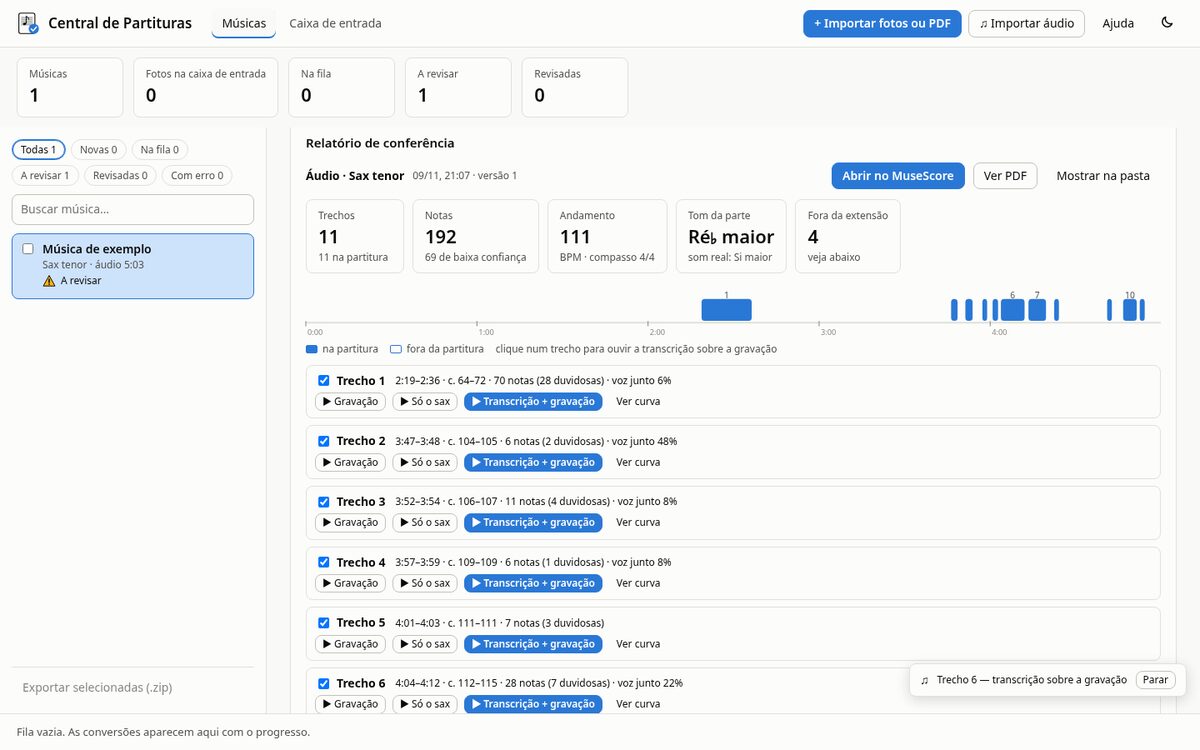 Central de Partituras
Músicas
Caixa de entrada
+ Importar fotos ou PDF
♫ Importar áudio
Ajuda
Músicas
1
Fotos na caixa de entrada
0
Na fila
0
A revisar
1
Revisadas
0
Todas 1
Novas 0
Na fila 0
A revisar 1
Revisadas 0
Com erro 0
Buscar música...
Música de exemplo
Sax tenor · áudio 5:03
A revisar
Exportar selecionadas (.zip)
Relatório de conferência
Áudio · Sax tenor 09/11, 21:07 · versão 1
Abrir no MuseScore
Ver PDF
Mostrar na pasta
Trechos
11
11 na partitura
Notas
192
69 de baixa confiança
Andamento
111
BPM · compasso 4/4
Tom da parte
Ré♭ maior
som real: Si maior
Fora da extensão
4
veja abaixo
1 6 7 10
0:00 1:00 2:00 3:00 4:00
na partitura fora da partitura clique num trecho para ouvir a transcrição sobre a gravação
Trecho 1 2:19–2:36 · c. 64–72 · 70 notas (28 duvidosas) · voz junto 6%
▶ Gravação ▶ Só o sax ▶ Transcrição + gravação Ver curva
Trecho 2 3:47–3:48 · c. 104–105 · 6 notas (2 duvidosas) · voz junto 48%
▶ Gravação ▶ Só o sax ▶ Transcrição + gravação Ver curva
Trecho 3 3:52–3:54 · c. 106–107 · 11 notas (4 duvidosas) · voz junto 8%
▶ Gravação ▶ Só o sax ▶ Transcrição + gravação Ver curva
Trecho 4 3:57–3:59 · c. 109–109 · 6 notas (1 duvidosas) · voz junto 8%
▶ Gravação ▶ Só o sax ▶ Transcrição + gravação Ver curva
Trecho 5 4:01–4:03 · c. 111–111 · 7 notas (3 duvidosas)
▶ Gravação ▶ Só o sax ▶ Transcrição + gravação Ver curva
Trecho 6 4:04–4:12 · c. 112–115 · 28 notas (7 duvidosas) · voz junto 22%
▶ Gravação ▶ Só o sax ▶ Transcrição + gravação Ver curva
♫ Trecho 6 — transcrição sobre a gravação Parar
Fila vazia. As conversões aparecem aqui com o progresso.